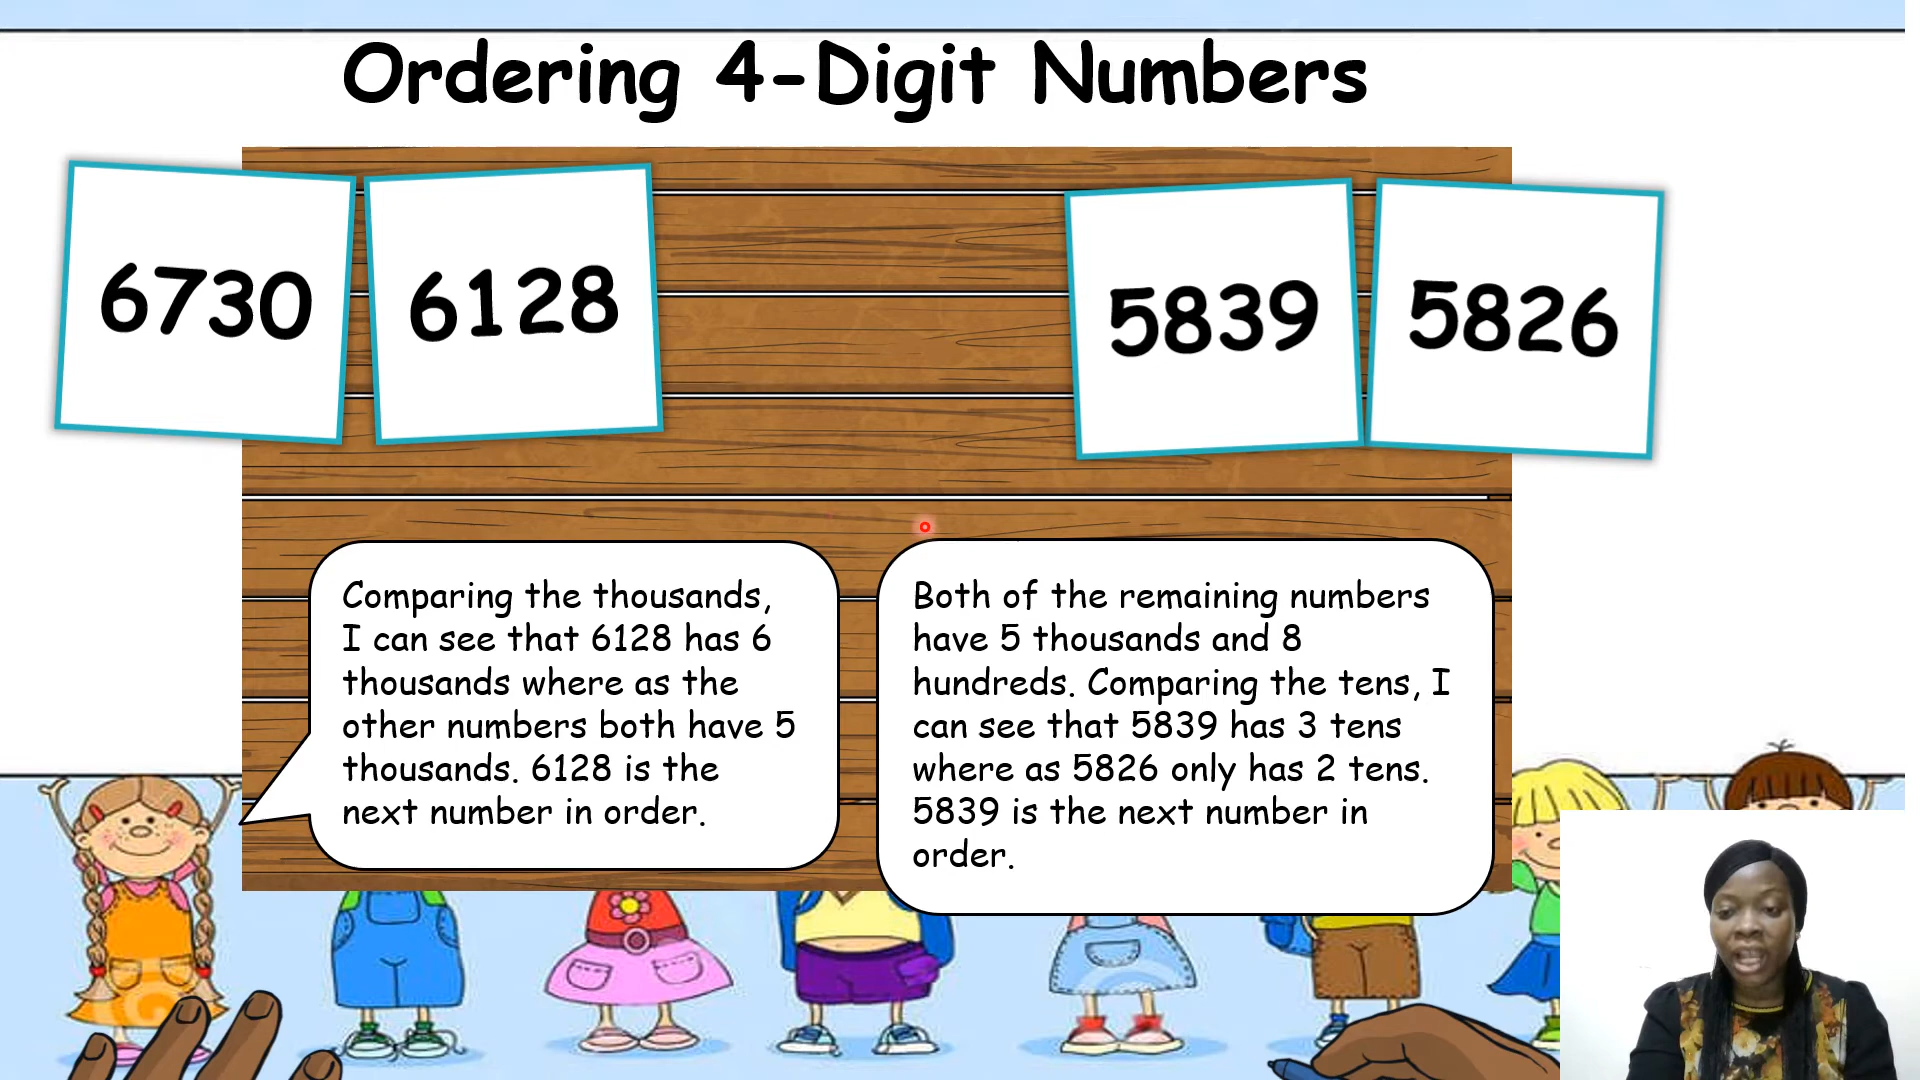 Ordering 4-Digit Numbers
6730
6128
5839
5826
Comparing the thousands,
I can see that 6128 has 6
thousands where as the
other numbers both have 5
thousands. 6128 is the
next number in order.
Both of the remaining numbers
have 5 thousands and 8
hundreds. Comparing the tens, I
can see that 5839 has 3 tens
where as 5826 only has 2 tens.
5839 is the next number in
order.